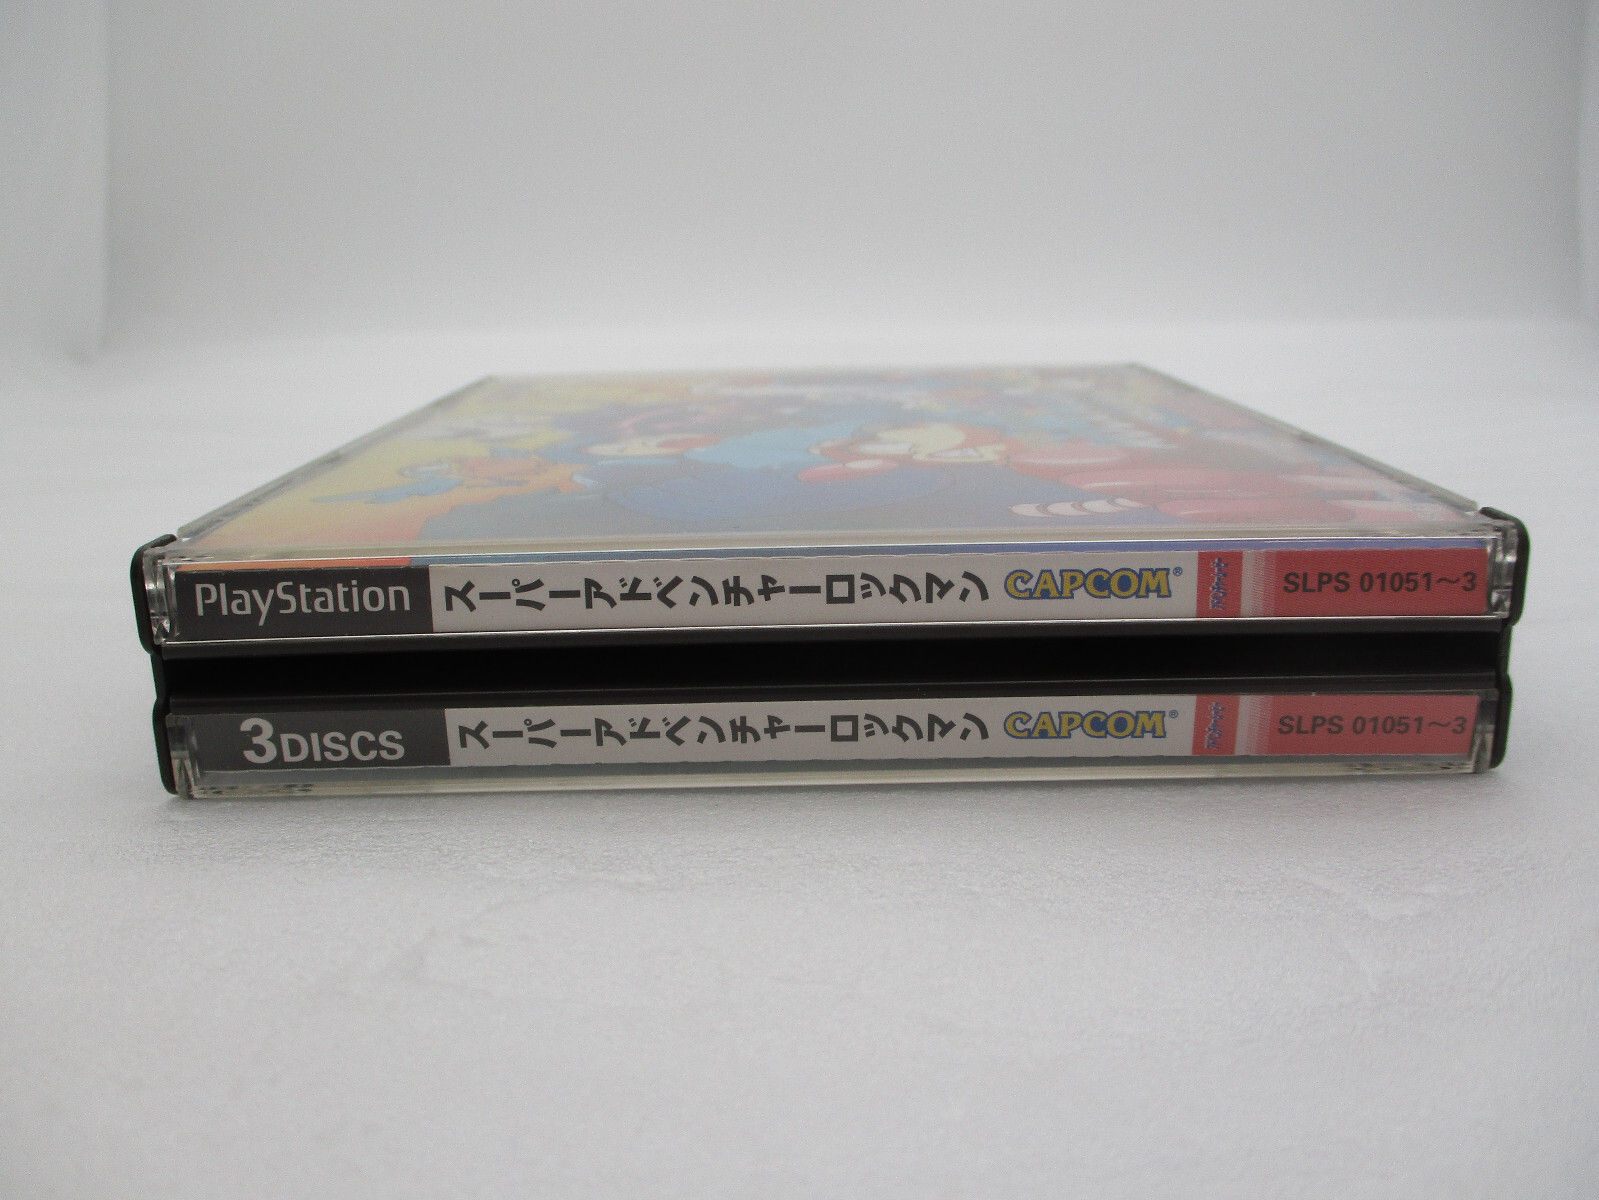 PlayStation スーパーアドベンチャーロックマン CAPCOM® SLPS 01051～3
3DISCS スーパーアドベンチャーロックマン CAPCOM® SLPS 01051～3